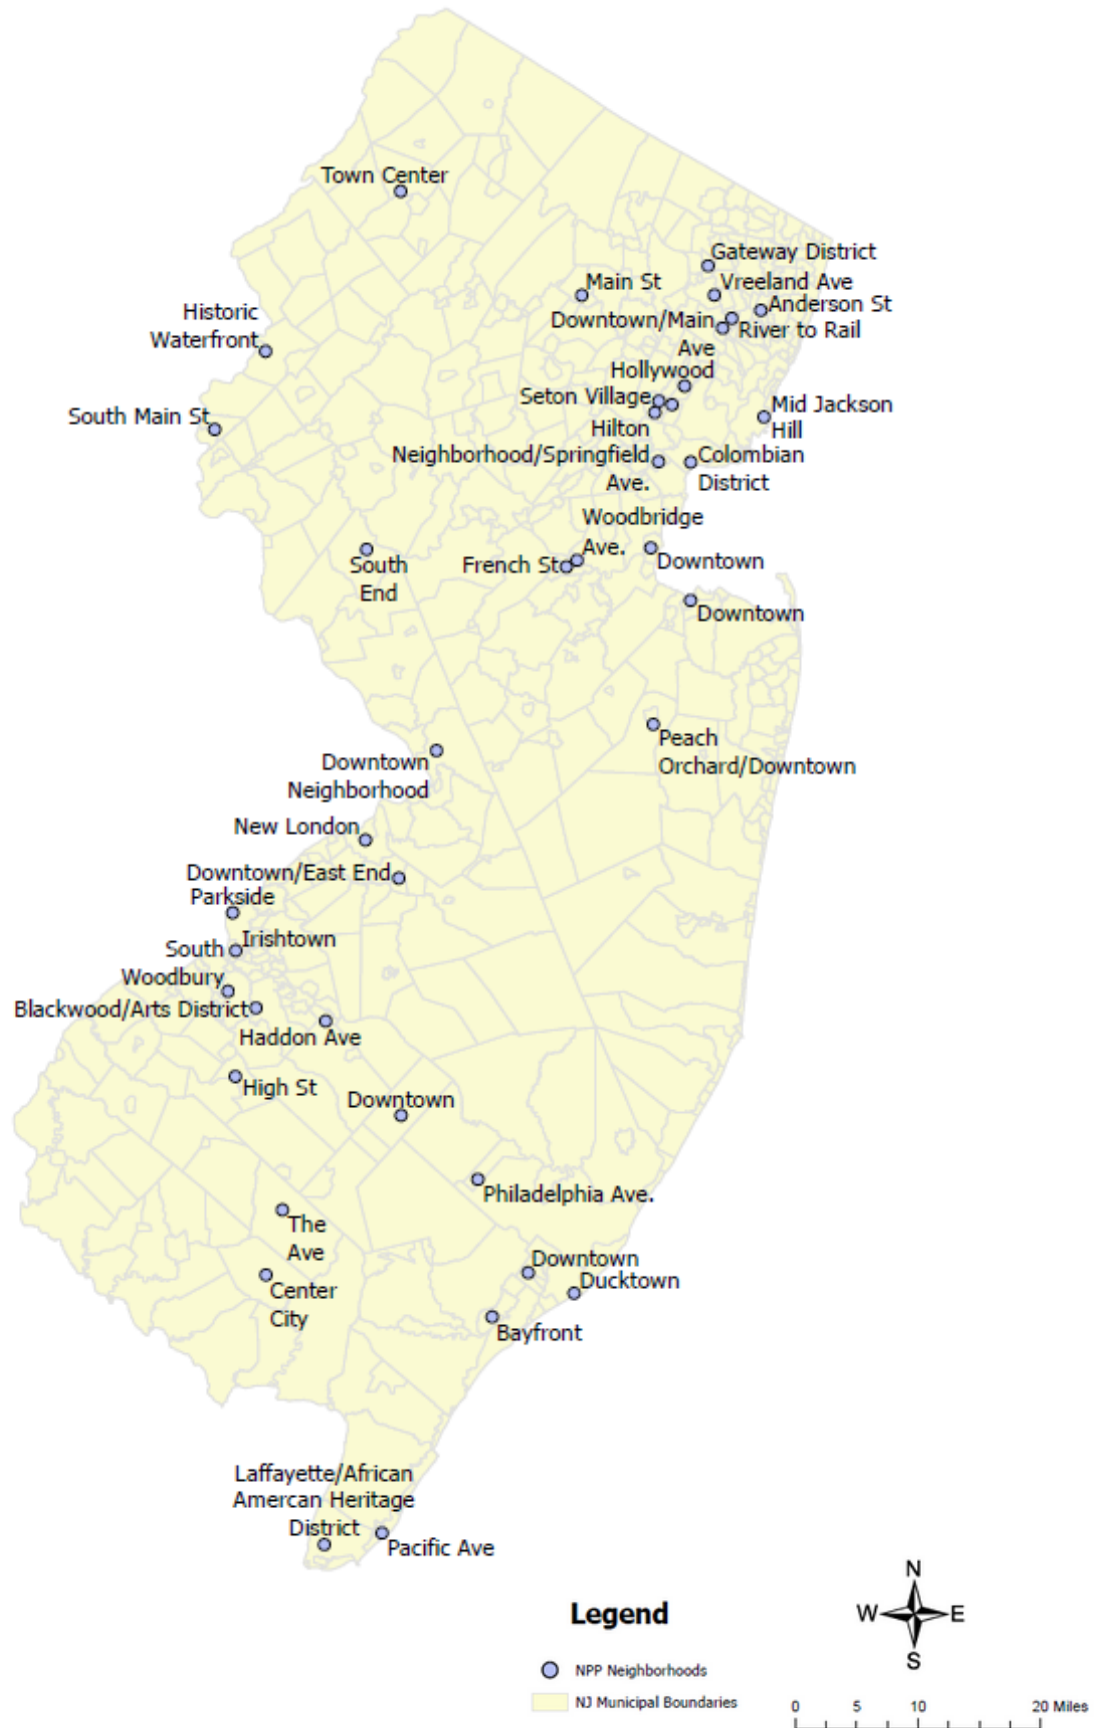 Town Center
Gateway District
Main St
Vreeland Ave
Anderson St
Historic
Waterfront
Downtown/Main
Ave
River to Rail
Hollywood
Seton Village
South Main St
Mid Jackson
Hill
Hilton
Neighborhood/Springfield
Ave.
Colombian
District
Woodbridge
Ave.
French St
Downtown
South
End
Downtown
Peach
Orchard/Downtown
Downtown
Neighborhood
New London
Downtown/East End
Parkside
Irishtown
South
Woodbury
Blackwood/Arts District
Haddon Ave
High St
Downtown
Philadelphia Ave.
The
Ave
Downtown
Ducktown
Center
City
Bayfront
Laffayette/African
Amercan Heritage
District
Pacific Ave
N
W E
S
Legend
NPP Neighborhoods
NJ Municipal Boundaries
0 5 10 20 Miles